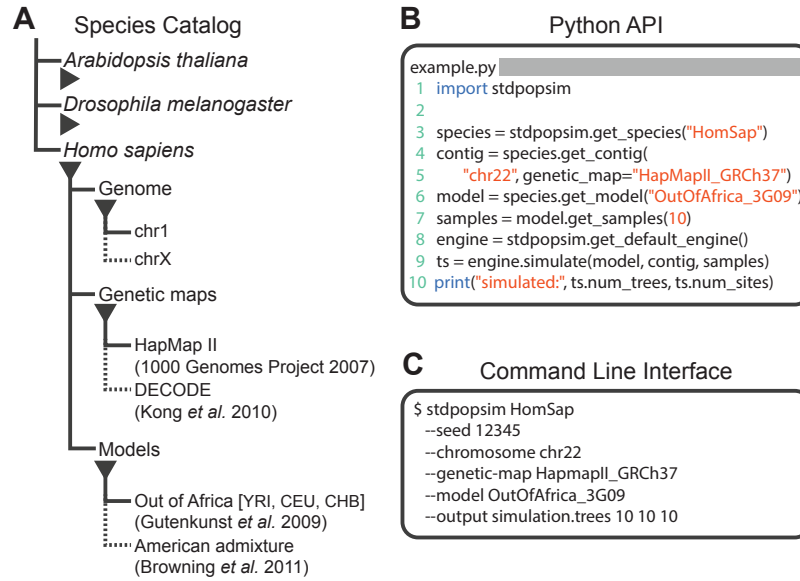 A Species Catalog
Arabidopsis thaliana
Drosophila melanogaster
Homo sapiens
Genome
chr1
chrX
Genetic maps
HapMap II
(1000 Genomes Project 2007)
DECODE
(Kong et al. 2010)
Models
Out of Africa [YRI, CEU, CHB]
(Gutenkunst et al. 2009)
American admixture
(Browning et al. 2011)
B Python API
example.py
1 import stdpopsim
2
3 species = stdpopsim.get_species("HomSap")
4 contig = species.get_contig(
5 "chr22", genetic_map="HapMapII_GRCh37")
6 model = species.get_model("OutOfAfrica_3G09")
7 samples = model.get_samples(10)
8 engine = stdpopsim.get_default_engine()
9 ts = engine.simulate(model, contig, samples)
10 print("simulated:", ts.num_trees, ts.num_sites)
C Command Line Interface
$ stdpopsim HomSap
--seed 12345
--chromosome chr22
--genetic-map HapmapII_GRCh37
--model OutOfAfrica_3G09
--output simulation.trees 10 10 10